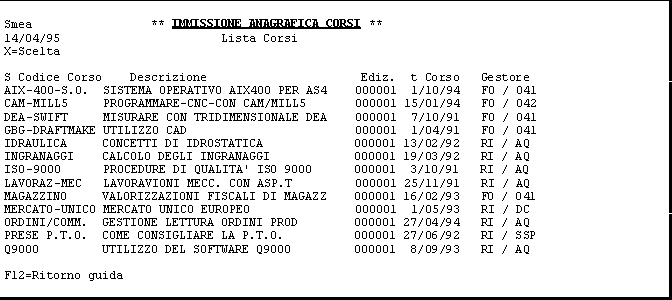 Smea ** IMMISSIONE ANAGRAFICA CORSI **
14/04/95 Lista Corsi
X=Scelta
S Codice Corso Descrizione Ediz. t Corso Gestore
AIX-400-S.O. SISTEMA OPERATIVO AIX400 PER AS4 000001 1/10/94 FO / 041
CAM-MILL5 PROGRAMMARE-CNC-CON CAM/MILL5 000001 15/01/94 FO / 042
DEA-SWIFT MISURARE CON TRIDIMENSIONALE DEA 000001 7/10/91 FO / 041
GBG-DRAFTMAKE UTILIZZO CAD 000001 1/04/91 FO / 041
IDRAULICA CONCETTI DI IDROSTATICA 000001 13/02/92 RI / AQ
INGRANAGGI CALCOLO DEGLI INGRANAGGI 000001 19/03/92 RI / AQ
ISO-9000 PROCEDURE DI QUALITA' ISO 9000 000001 3/10/91 RI / AQ
LAVORAZ-MEC LAVORAVIONI MECC. CON ASP.T 000001 25/11/91 RI / AQ
MAGAZZINO VALORIZZAZIONI FISCALI DI MAGAZZ 000001 16/02/93 FO / 041
MERCATO-UNICO MERCATO UNICO EUROPEO 000001 1/05/93 RI / DC
ORDINI/COMM. GESTIONE LETTURA ORDINI PROD 000001 27/04/94 RI / AQ
PRESE P.T.O. COME CONSIGLIARE LA P.T.O. 000001 27/06/92 RI / SSP
Q9000 UTILIZZO DEL SOFTWARE Q9000 000001 8/09/93 RI / AQ
F12=Ritorno guida